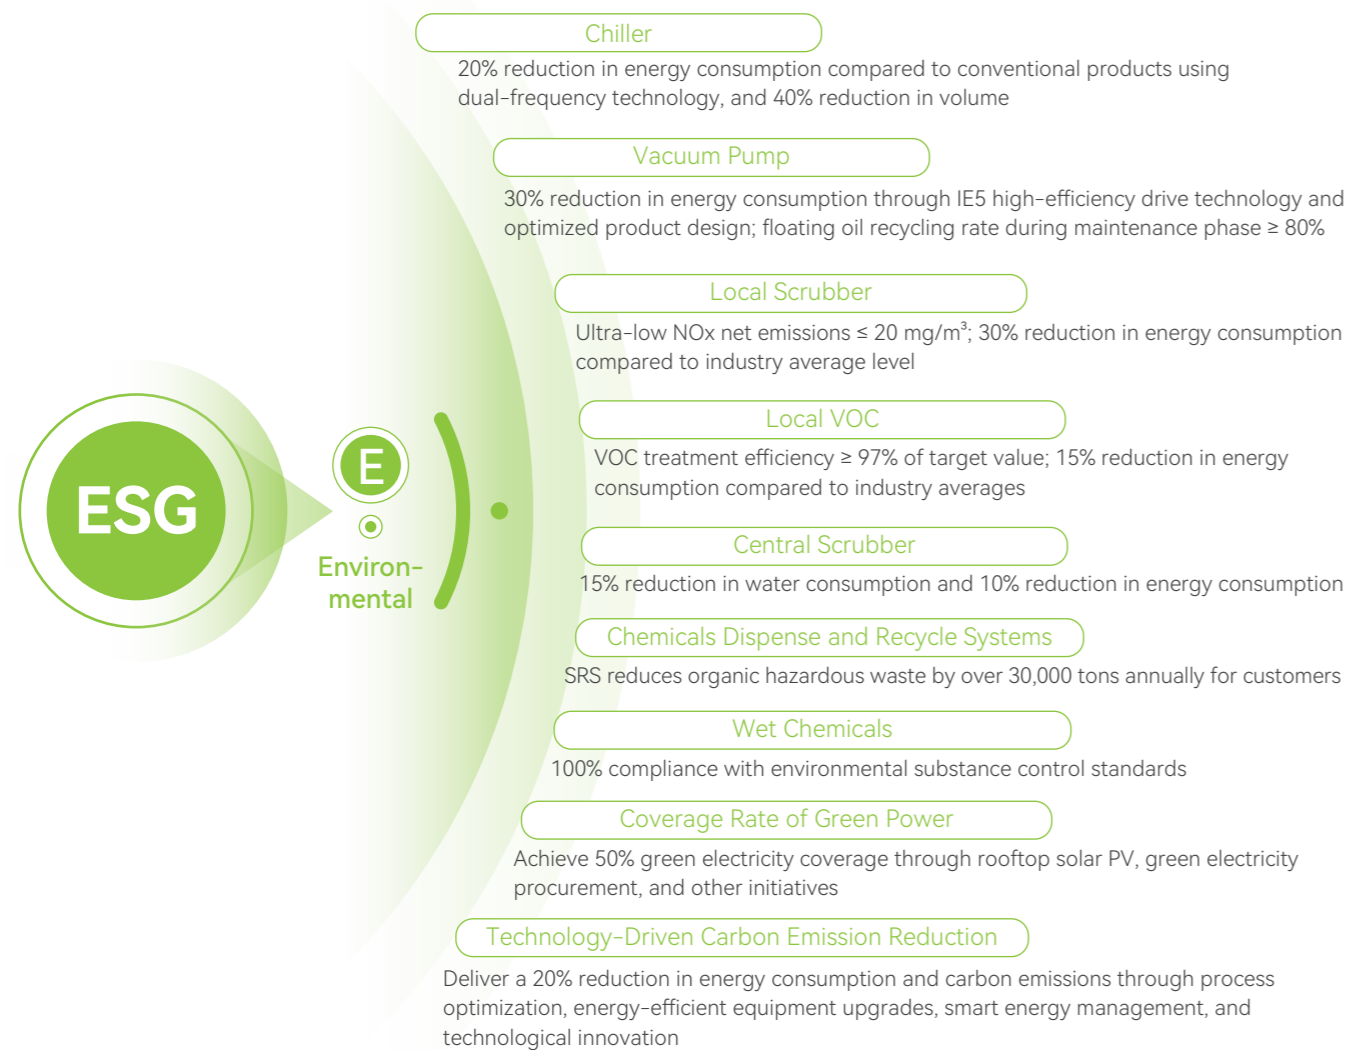 ESG
E
Environ-
mental
Chiller
20% reduction in energy consumption compared to conventional products using
dual-frequency technology, and 40% reduction in volume
Vacuum Pump
30% reduction in energy consumption through IE5 high-efficiency drive technology and
optimized product design; floating oil recycling rate during maintenance phase ≥ 80%
Local Scrubber
Ultra-low NOx net emissions ≤ 20 mg/m³; 30% reduction in energy consumption
compared to industry average level
Local VOC
VOC treatment efficiency ≥ 97% of target value; 15% reduction in energy
consumption compared to industry averages
Central Scrubber
15% reduction in water consumption and 10% reduction in energy consumption
Chemicals Dispense and Recycle Systems
SRS reduces organic hazardous waste by over 30,000 tons annually for customers
Wet Chemicals
100% compliance with environmental substance control standards
Coverage Rate of Green Power
Achieve 50% green electricity coverage through rooftop solar PV, green electricity
procurement, and other initiatives
Technology-Driven Carbon Emission Reduction
Deliver a 20% reduction in energy consumption and carbon emissions through process
optimization, energy-efficient equipment upgrades, smart energy management, and
technological innovation